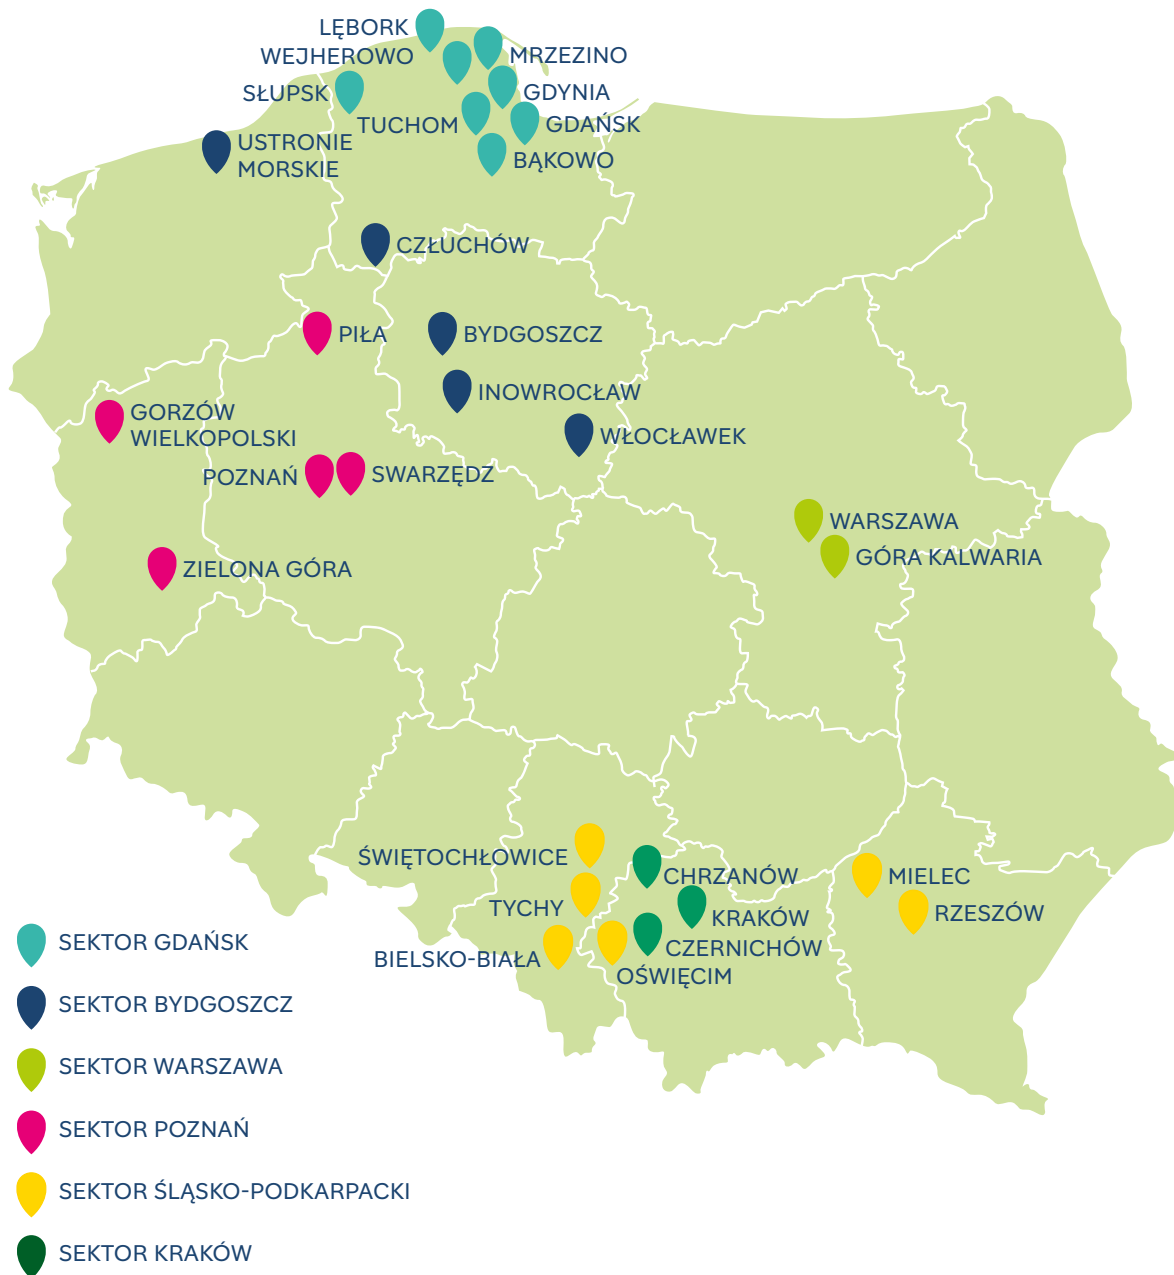 LĘBORK
WEJHEROWO
MRZEZINO
SŁUPSK
GDYNIA
TUCHOM
GDAŃSK
USTRONIE
MORSKIE
BĄKOWO
CZŁUCHÓW
PIŁA
BYDGOSZCZ
INOWROCŁAW
GORZÓW
WIELKOPOLSKI
WŁOCŁAWEK
POZNAŃ
SWARZĘDZ
WARSZAWA
GÓRA KALWARIA
ZIELONA GÓRA
ŚWIĘTOCHŁOWICE
CHRZANÓW
MIELEC
TYCHY
KRAKÓW
RZESZÓW
BIELSKO-BIAŁA
CZERNICHÓW
OŚWIĘCIM
SEKTOR GDAŃSK
SEKTOR BYDGOSZCZ
SEKTOR WARSZAWA
SEKTOR POZNAŃ
SEKTOR ŚLĄSKO-PODKARPACKI
SEKTOR KRAKÓW